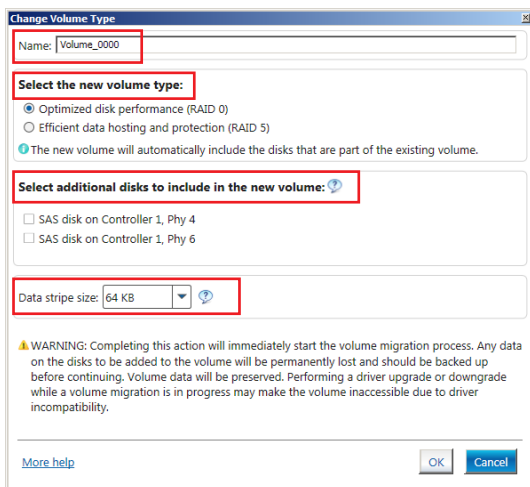 Change Volume Type
Name: Volume_0000
Select the new volume type:
Optimized disk performance (RAID 0)
Efficient data hosting and protection (RAID 5)
The new volume will automatically include the disks that are part of the existing volume.
Select additional disks to include in the new volume:
SAS disk on Controller 1, Phy 4
SAS disk on Controller 1, Phy 6
Data stripe size: 64 KB
WARNING: Completing this action will immediately start the volume migration process. Any data
on the disks to be added to the volume will be permanently lost and should be backed up
before continuing. Volume data will be preserved. Performing a driver upgrade or downgrade
while a volume migration is in progress may make the volume inaccessible due to driver
incompatibility.
More help
OK
Cancel